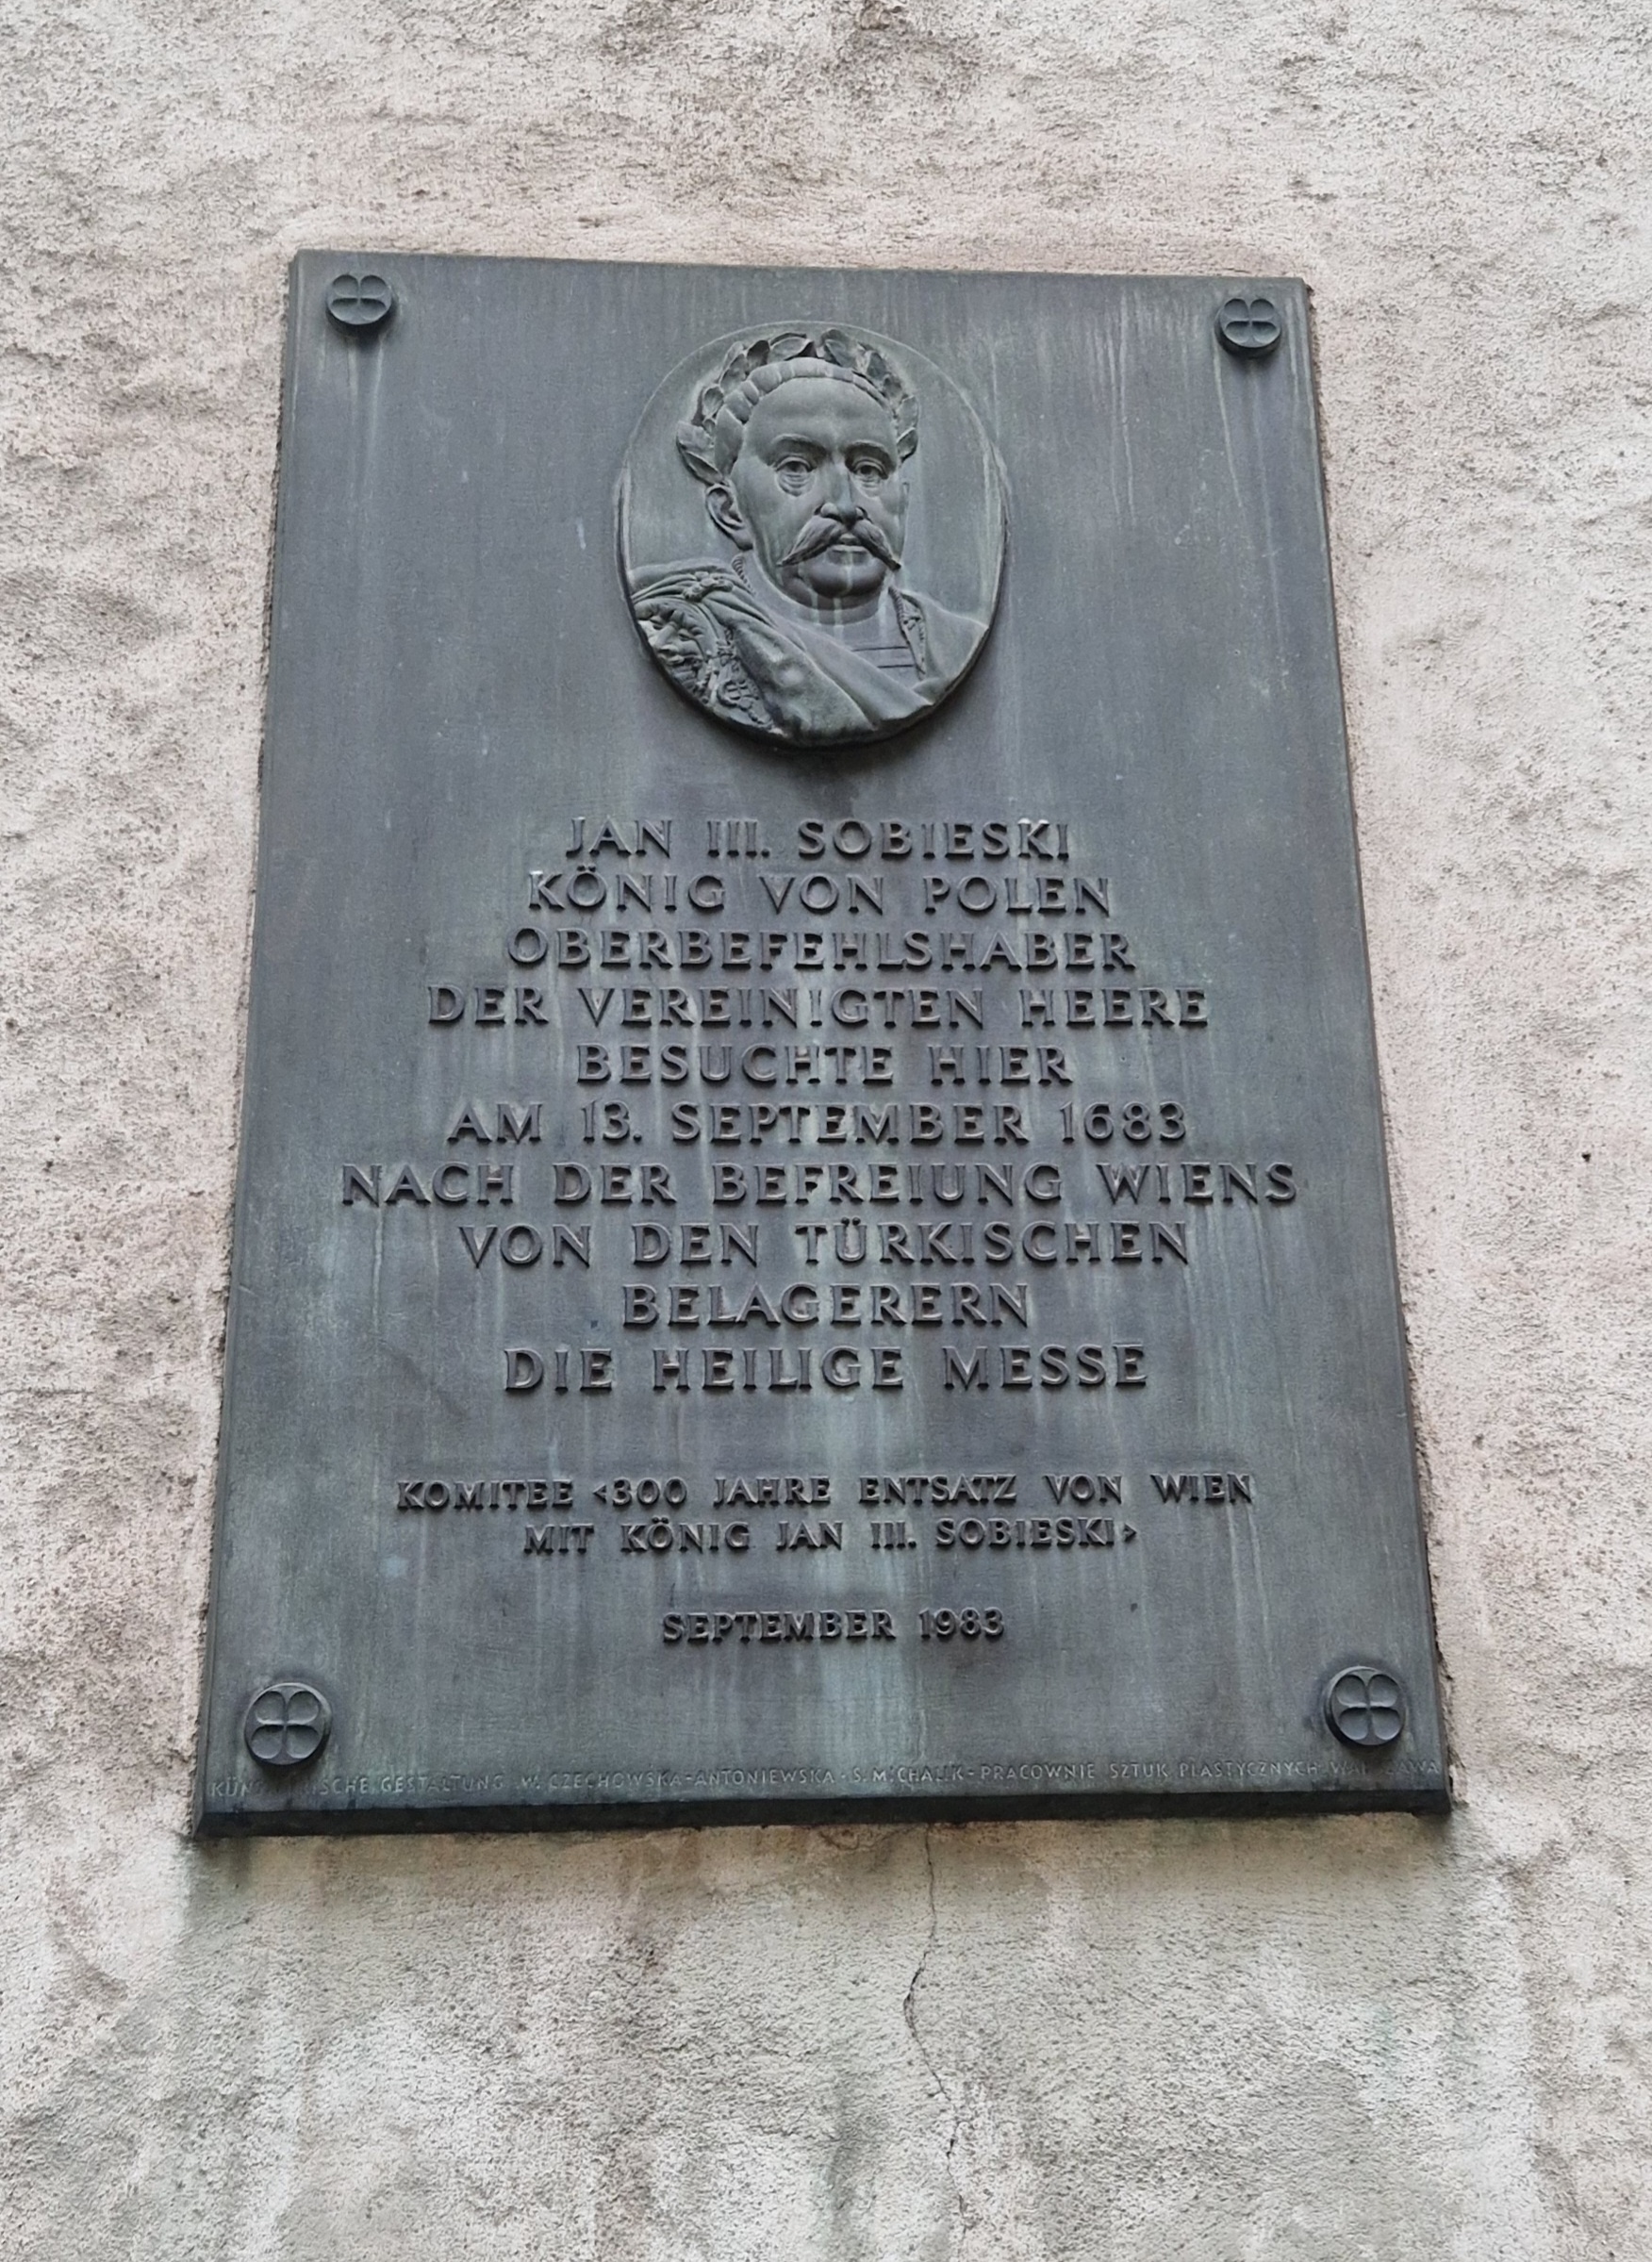 JAN III. SOBIESKI
KÖNIG VON POLEN
OBERBEFEHLSHABER
DER VEREINIGTEN HEERE
BESUCHTE HIER
AM 13. SEPTEMBER 1683
NACH DER BEFREIUNG WIENS
VON DEN TÜRKISCHEN
BELAGERERN
DIE HEILIGE MESSE
KOMITEE <300 JAHRE ENTSATZ VON WIEN
MIT KÖNIG JAN III. SOBIESKI>
SEPTEMBER 1983
KÜNSTLERISCHE GESTALTUNG W. CZECHOWSKA-ANTONIEWSKA - S. MICHALIK - PRACOWNIE SZTUK PLASTYCZNYCH WARSZAWA